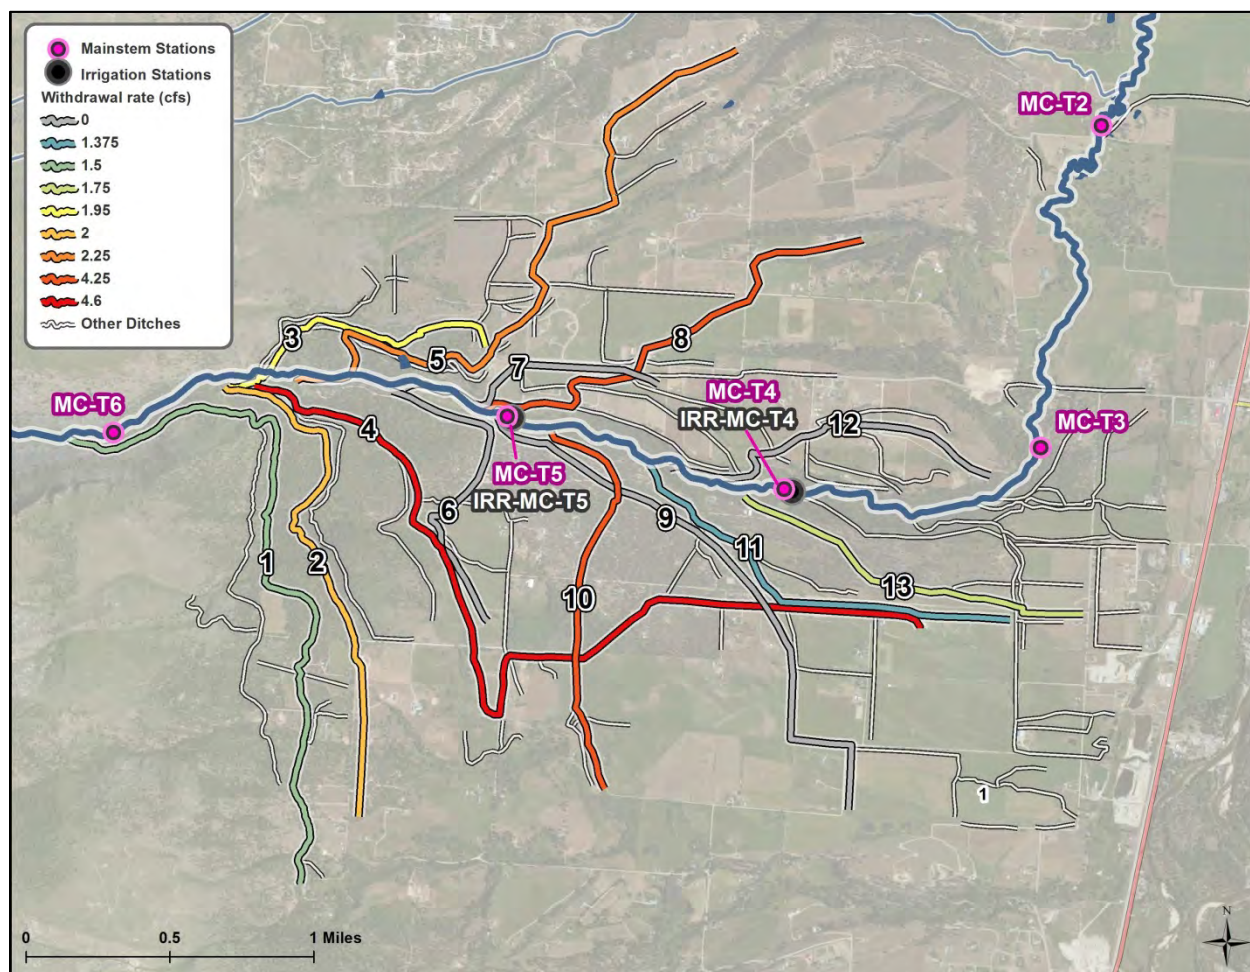 Mainstem Stations
Irrigation Stations
Withdrawal rate (cfs)
0
1.375
1.5
1.75
1.95
2
2.25
4.25
4.6
Other Ditches
MC-T2
3
5
7
8
MC-T6
MC-T4
IRR-MC-T4
12
MC-T3
4
MC-T5
IRR-MC-T5
6
9
11
1
2
10
13
1
0 0.5 1 Miles
N